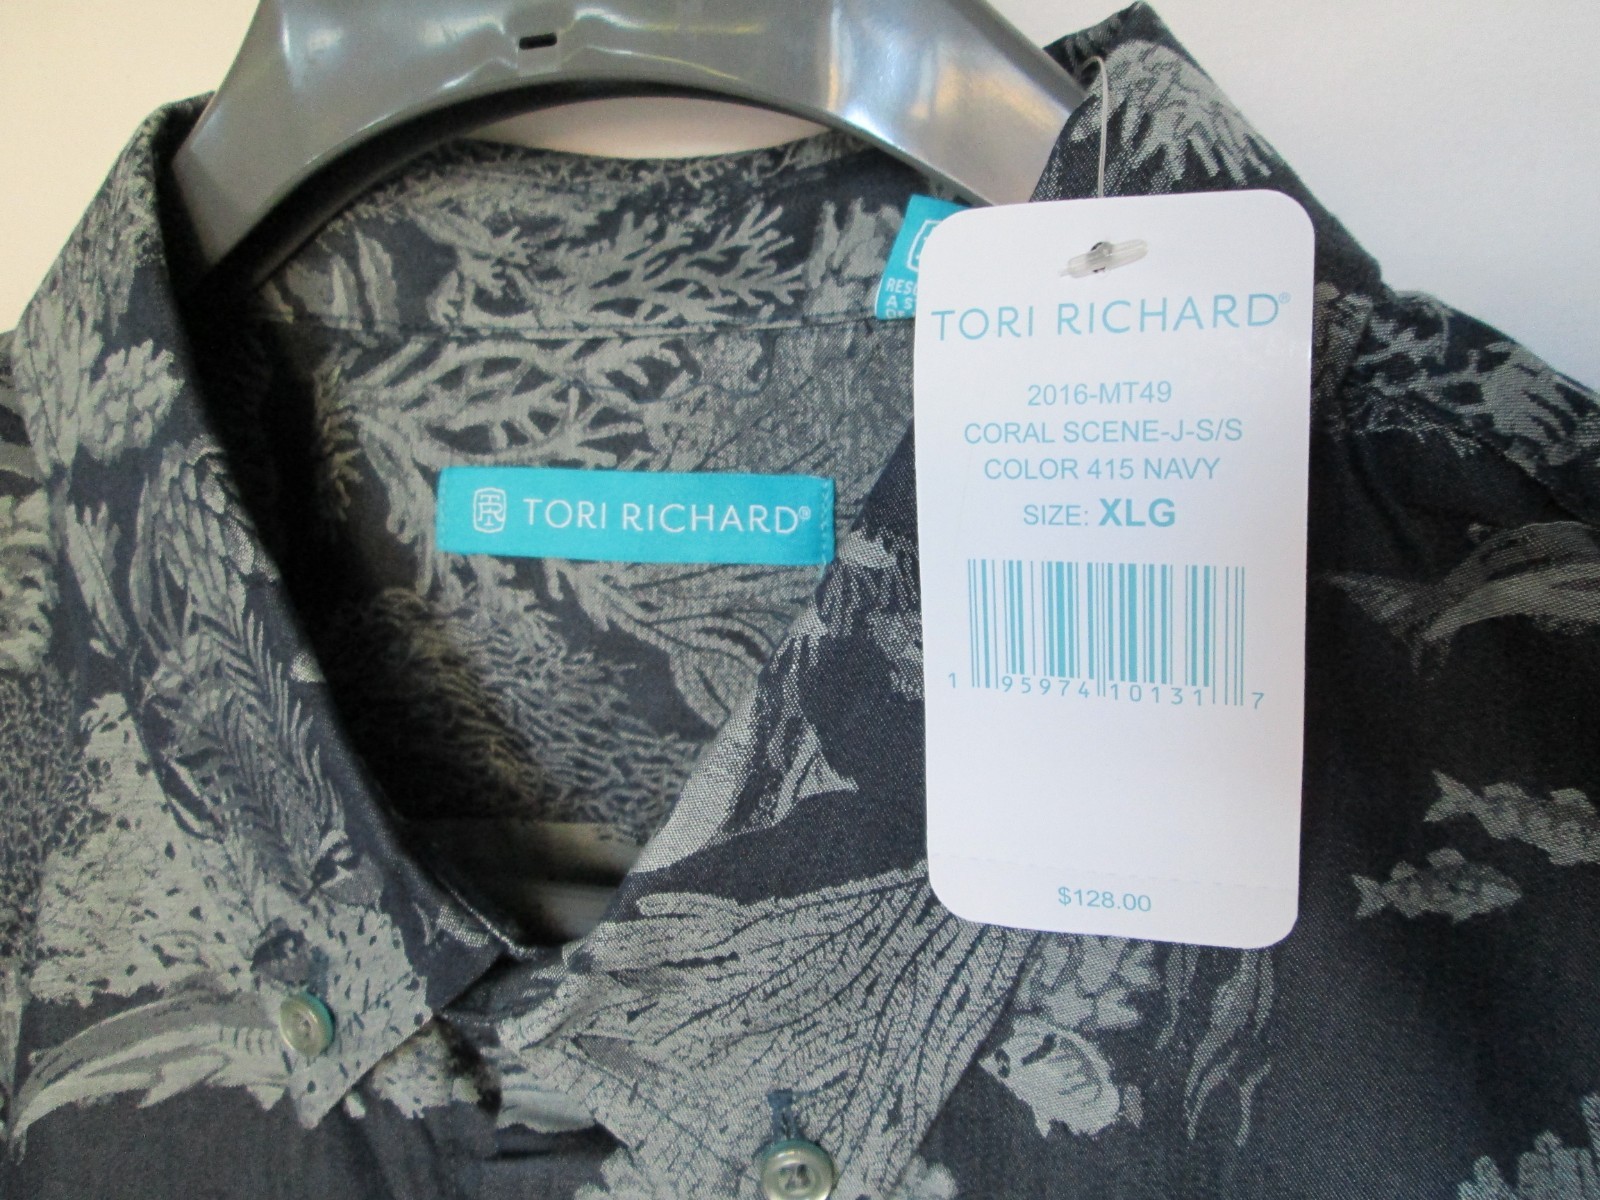 TORI RICHARD®
2016-MT49
CORAL SCENE-J-S/S
COLOR 415 NAVY
SIZE: XLG
1 95974 10131 7
$128.00
TR TORI RICHARD®